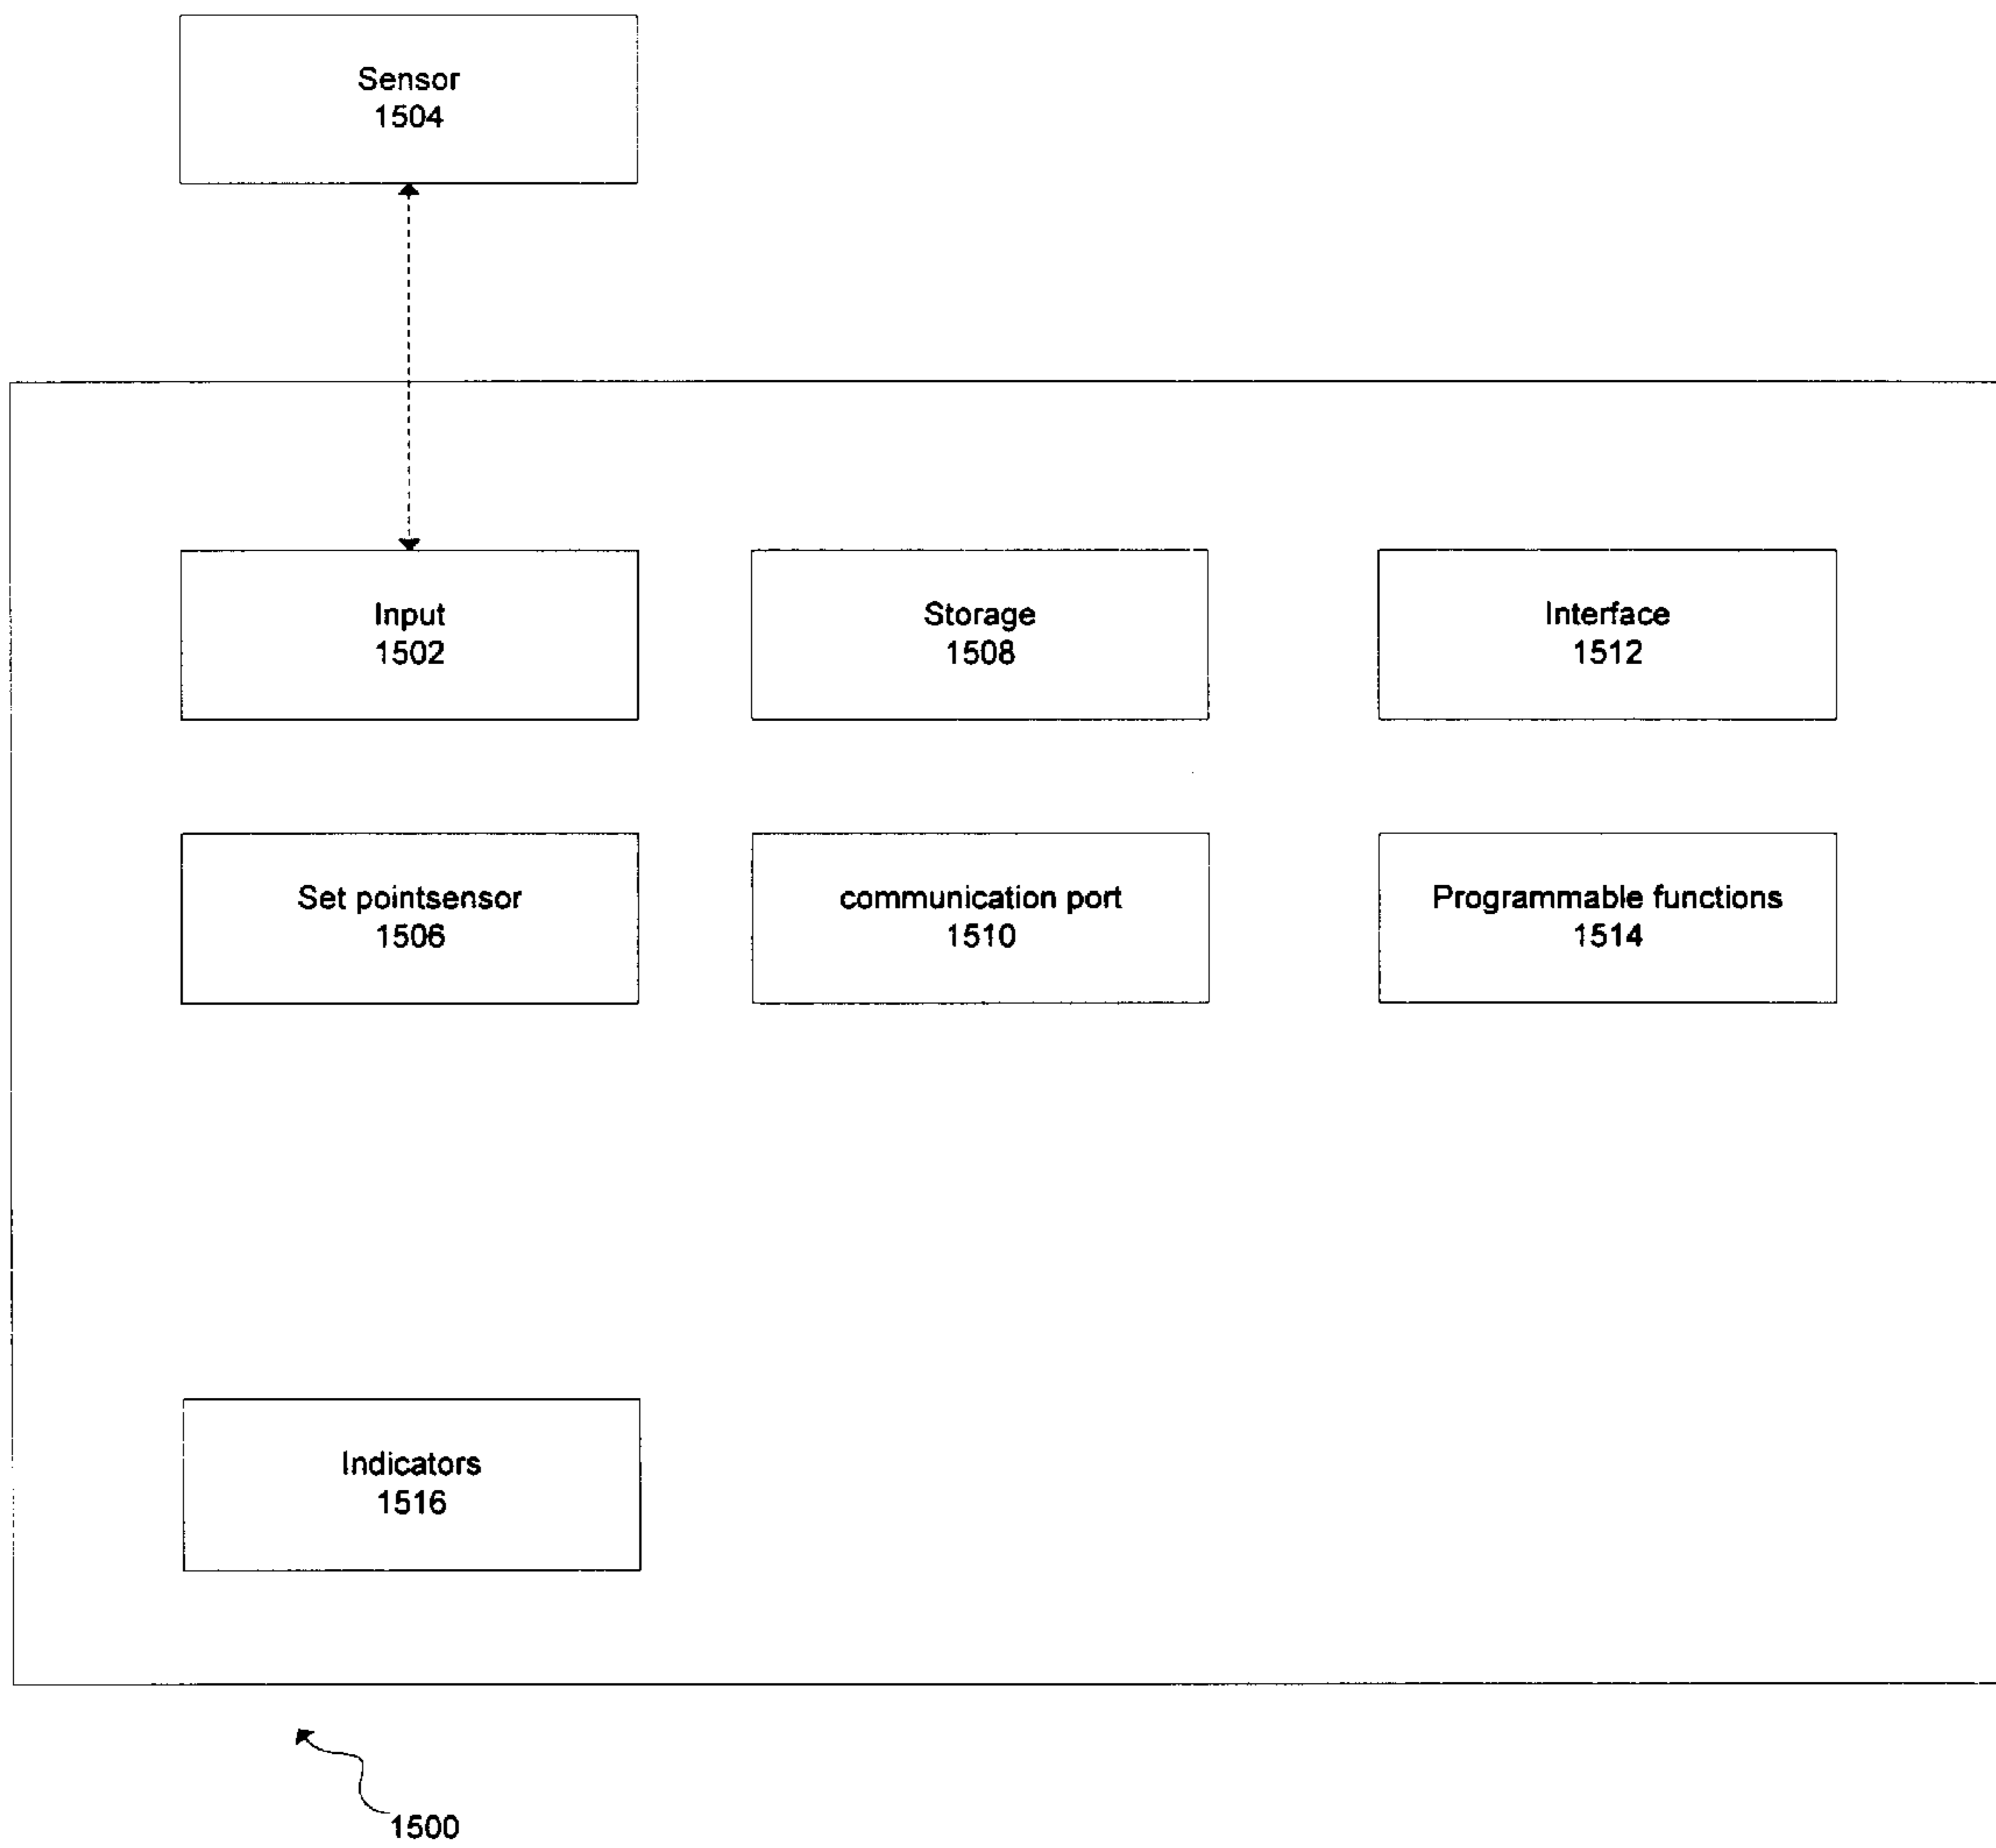 Sensor
1504
Input
1502
Storage
1508
Interface
1512
Set pointsensor
1506
communication port
1510
Programmable functions
1514
Indicators
1516
1500